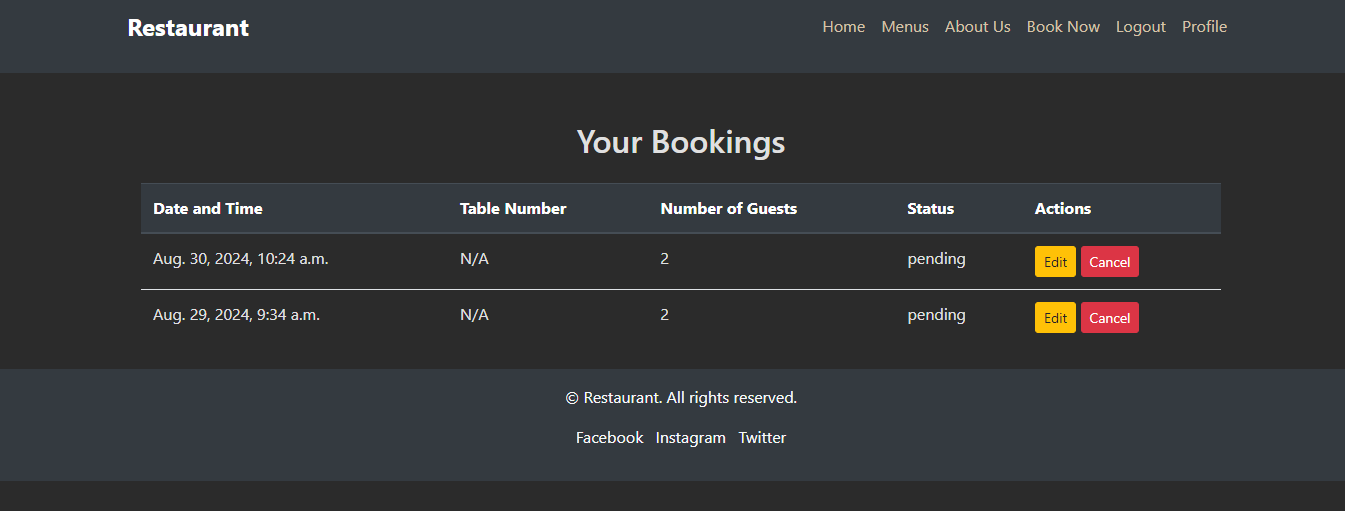 Restaurant Home Menus About Us Book Now Logout Profile
Your Bookings
Date and Time Table Number Number of Guests Status Actions
Aug. 30, 2024, 10:24 a.m. N/A 2 pending Edit Cancel
Aug. 29, 2024, 9:34 a.m. N/A 2 pending Edit Cancel
© Restaurant. All rights reserved.
Facebook Instagram Twitter